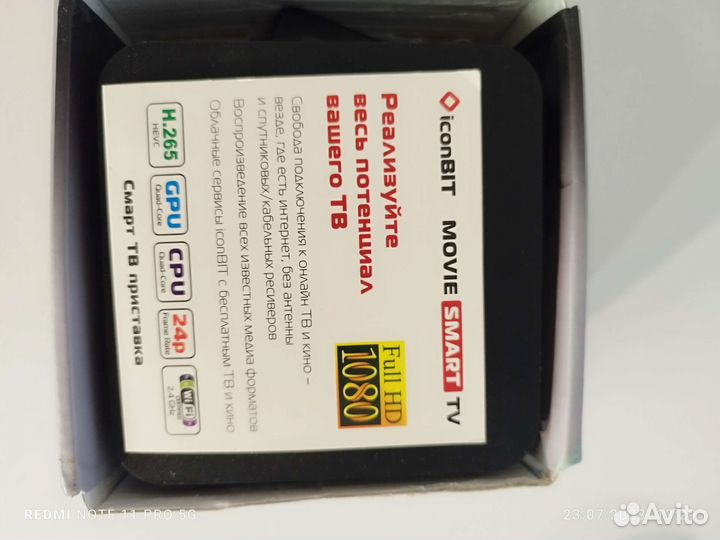 iconBIT MOVIE SMART TV
Реализуйте
весь потенциал
вашего ТВ
Full HD
1080
Свобода подключения к онлайн ТВ и кино –
везде, где есть интернет, без антенны
и спутниковых/кабельных ресиверов
Воспроизведение всех известных медиа форматов
Облачные сервисы iconBIT с бесплатным ТВ и кино
H.265
HEVC
GPU
Quad-Core
CPU
Quad-Core
24p
Frame Rate
Wi Fi
2.4 GHz
Смарт ТВ приставка
REDMI NOTE 11 PRO 5G
23.07
Avito